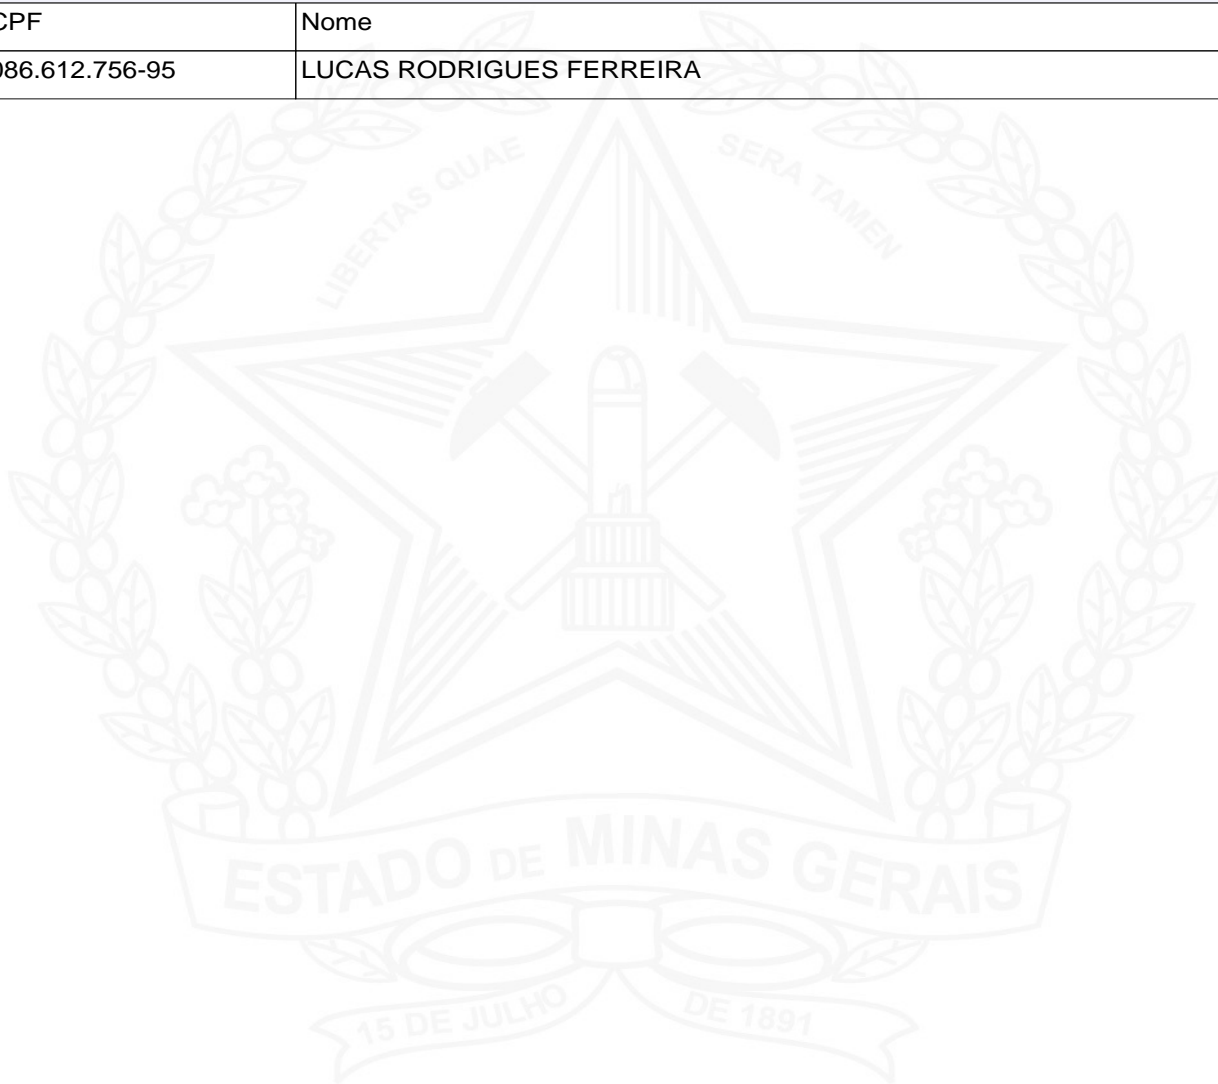 CPF Nome
086.612.756-95 LUCAS RODRIGUES FERREIRA
LIBERTAS QUAE SERA TAMEN
ESTADO DE MINAS GERAIS
15 DE JULHO DE 1891